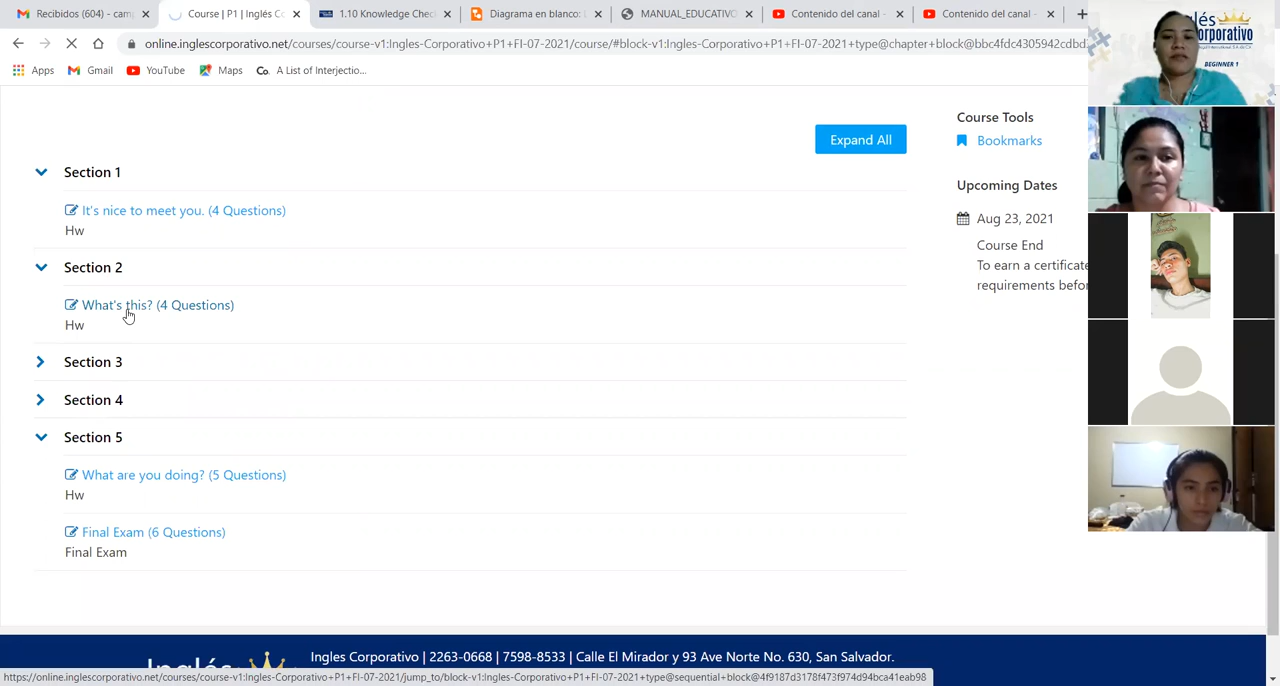 Recibidos (604) - cam
Course | P1 | Inglés Co
1.10 Knowledge Chec
Diagrama en blanco: L
MANUAL_EDUCATIVO
Contenido del canal -
Contenido del canal -
online.inglescorporativo.net/courses/course-v1:Ingles-Corporativo+P1+FI-07-2021/course/#block-v1:Ingles-Corporativo+P1+FI-07-2021+type@chapter+block@bbc4fdc4305942cdbd
Apps
Gmail
YouTube
Maps
Co. A List of Interjectio...
Inglés
Corporativo
BEGINNER 1
Expand All
Course Tools
Bookmarks
Upcoming Dates
Aug 23, 2021
Course End
To earn a certificate
requirements befor
Section 1
It's nice to meet you. (4 Questions)
Hw
Section 2
What's this? (4 Questions)
Hw
Section 3
Section 4
Section 5
What are you doing? (5 Questions)
Hw
Final Exam (6 Questions)
Final Exam
Inglés
Ingles Corporativo | 2263-0668 | 7598-8533 | Calle El Mirador y 93 Ave Norte No. 630, San Salvador.
https://online.inglescorporativo.net/courses/course-v1:Ingles-Corporativo+P1+FI-07-2021/jump_to/block-v1:Ingles-Corporativo+P1+FI-07-2021+type@sequential+block@4f9187d3178f473f974d94bca41eab98